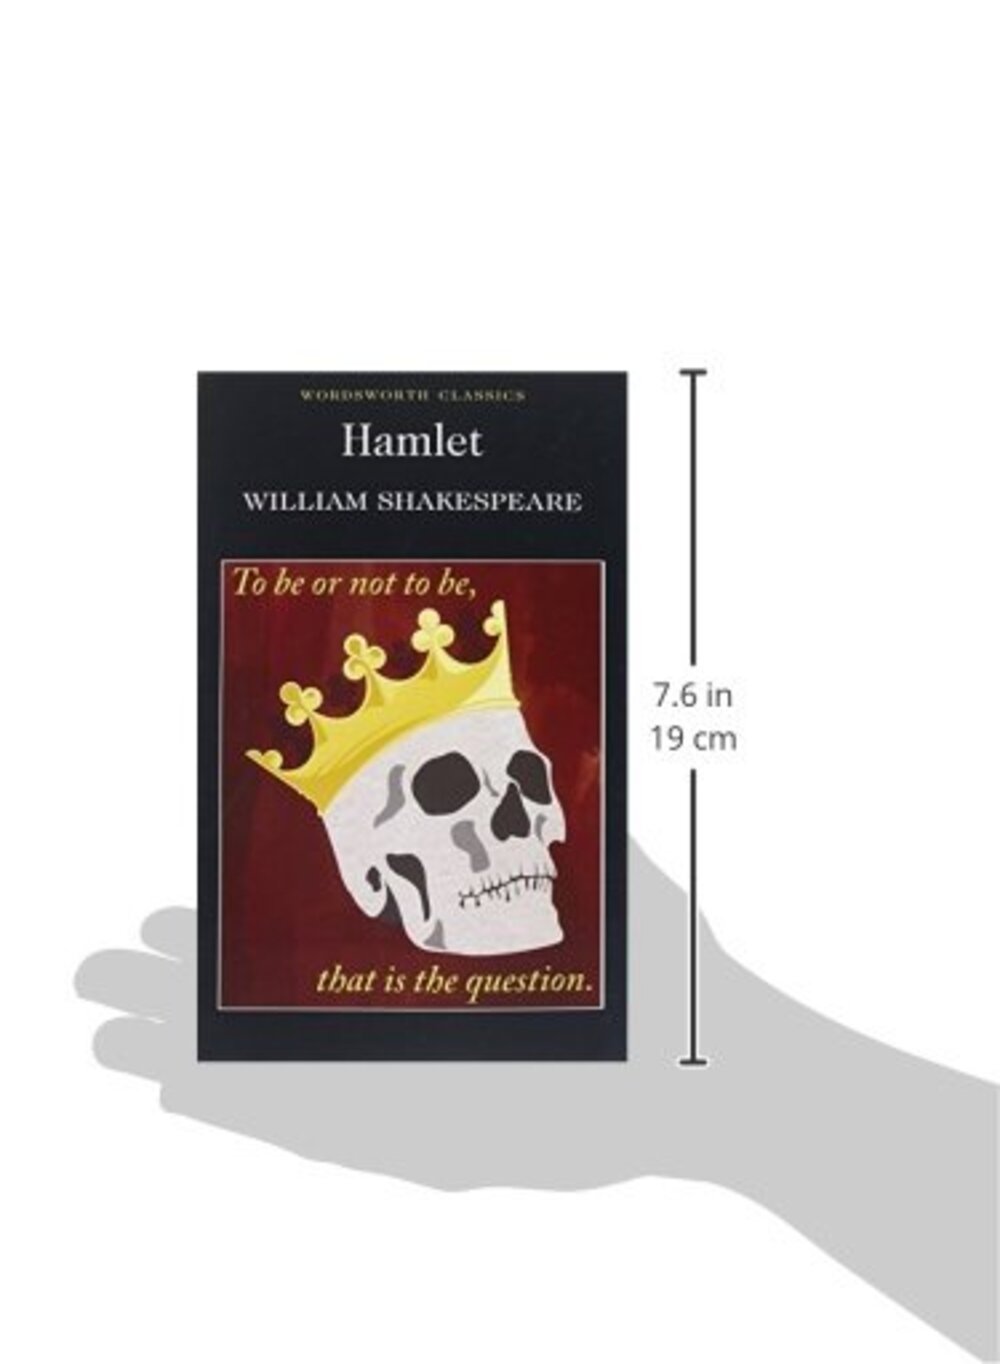 WORDSWORTH CLASSICS
Hamlet
WILLIAM SHAKESPEARE
To be or not to be,
that is the question.
7.6 in
19 cm